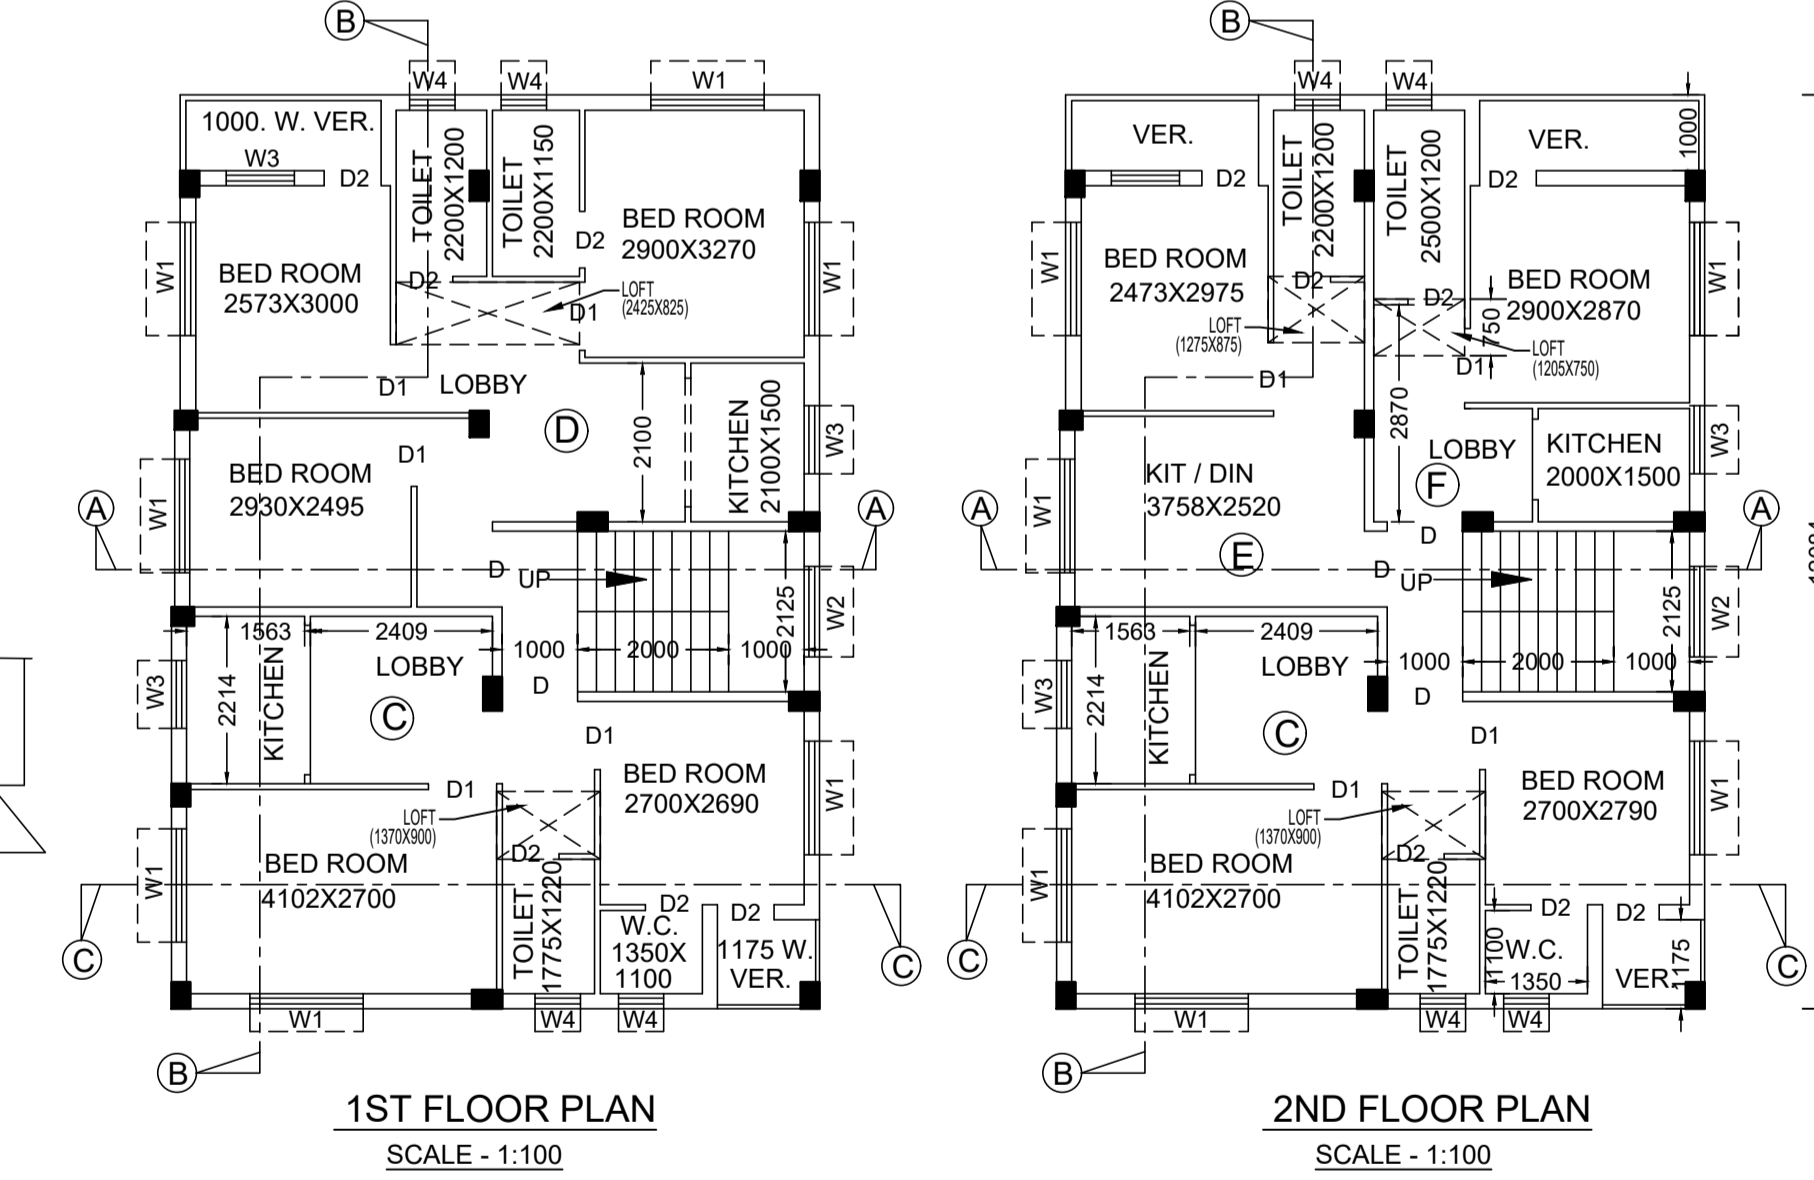 B
W4
W4
W1
1000. W. VER.
W3
D2
TOILET
2200X1200
TOILET
2200X1150
BED ROOM
2900X3270
D2
W1
BED ROOM
2573X3000
D2
LOFT
(2425X825)
D1
W1
D1
LOBBY
D
2100
KITCHEN
2100X1500
W3
D1
BED ROOM
2930X2495
A
W1
A
D
UP
2125
W2
1563
2409
1000
2000
1000
LOBBY
D
W3
2214
KITCHEN
C
D1
BED ROOM
2700X2690
W1
D1
LOFT
(1370X900)
D2
W1
BED ROOM
4102X2700
TOILET
1775X1220
D2
D2
W.C.
1350X
1100
1175 W.
VER.
C
C
W1
W4
W4
B
1ST FLOOR PLAN
SCALE - 1:100
B
W4
W4
VER.
D2
TOILET
2200X1200
TOILET
2500X1200
VER.
1000
D2
W1
BED ROOM
2473X2975
D2
D2
BED ROOM
2900X2870
W1
LOFT
(1275X875)
750
LOFT
(1205X750)
D1
D1
2870
LOBBY
KITCHEN
2000X1500
W3
KIT / DIN
3758X2520
F
A
W1
E
D
A
D
UP
2125
W2
1563
2409
1000
2000
1000
LOBBY
D
W3
2214
KITCHEN
C
D1
BED ROOM
2700X2790
W1
D1
LOFT
(1370X900)
D2
W1
BED ROOM
4102X2700
TOILET
1775X1220
D2
D2
1100
W.C.
1350
VER.
1175
C
C
W1
W4
W4
B
2ND FLOOR PLAN
SCALE - 1:100